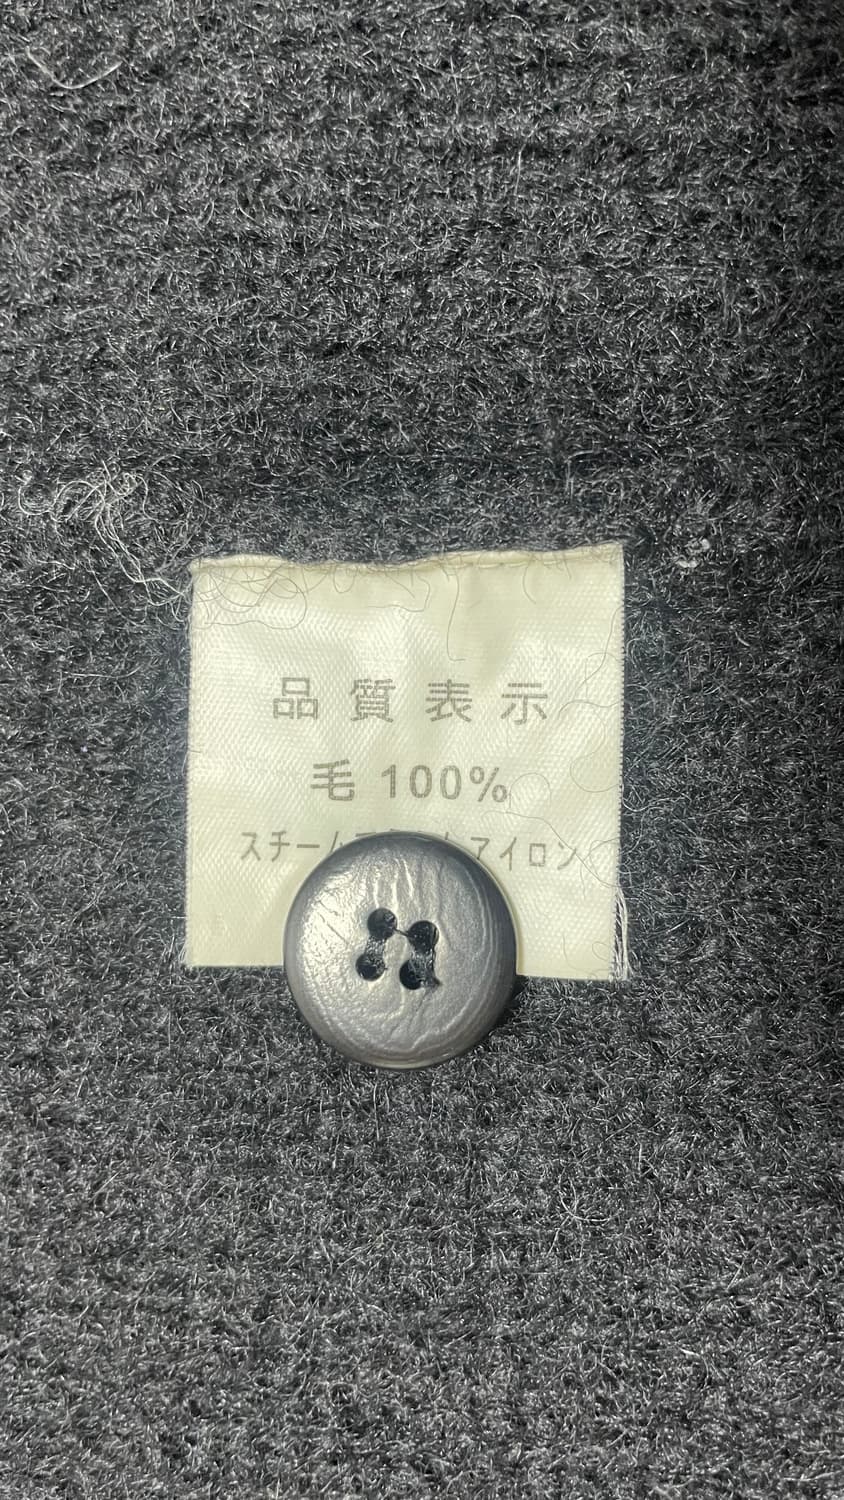 品質表示
毛 100%
スチーム アイロン